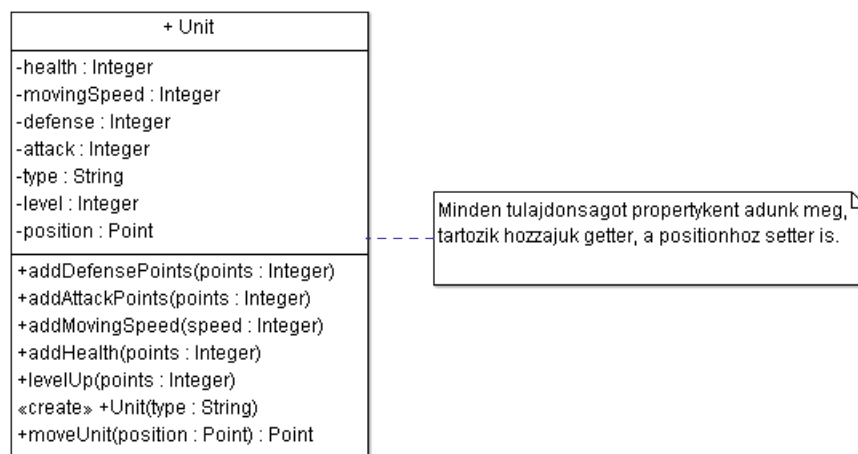 + Unit
-health : Integer
-movingSpeed : Integer
-defense : Integer
-attack : Integer
-type : String
-level : Integer
-position : Point
+addDefensePoints(points : Integer)
+addAttackPoints(points : Integer)
+addMovingSpeed(speed : Integer)
+addHealth(points : Integer)
+levelUp(points : Integer)
«create» +Unit(type : String)
+moveUnit(position : Point) : Point
Minden tulajdonsagot propertykent adunk meg,
tartozik hozzajuk getter, a positionhoz setter is.